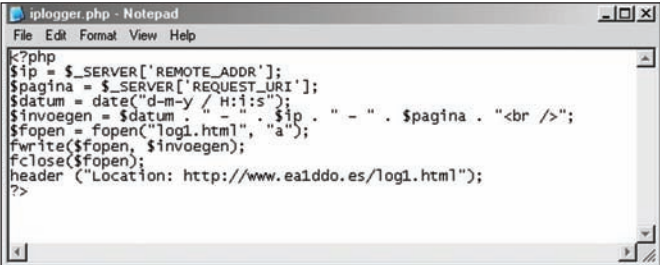 iplogger.php - Notepad
File Edit Format View Help
<?php
$ip = $_SERVER['REMOTE_ADDR'];
$pagina = $_SERVER['REQUEST_URI'];
$datum = date("d-m-y / H:i:s");
$invoegen = $datum . " - " . $ip . " - " . $pagina . "<br />";
$fopen = fopen("log1.html", "a");
fwrite($fopen, $invoegen);
fclose($fopen);
header ("Location: http://www.ea1ddo.es/log1.html");
?>